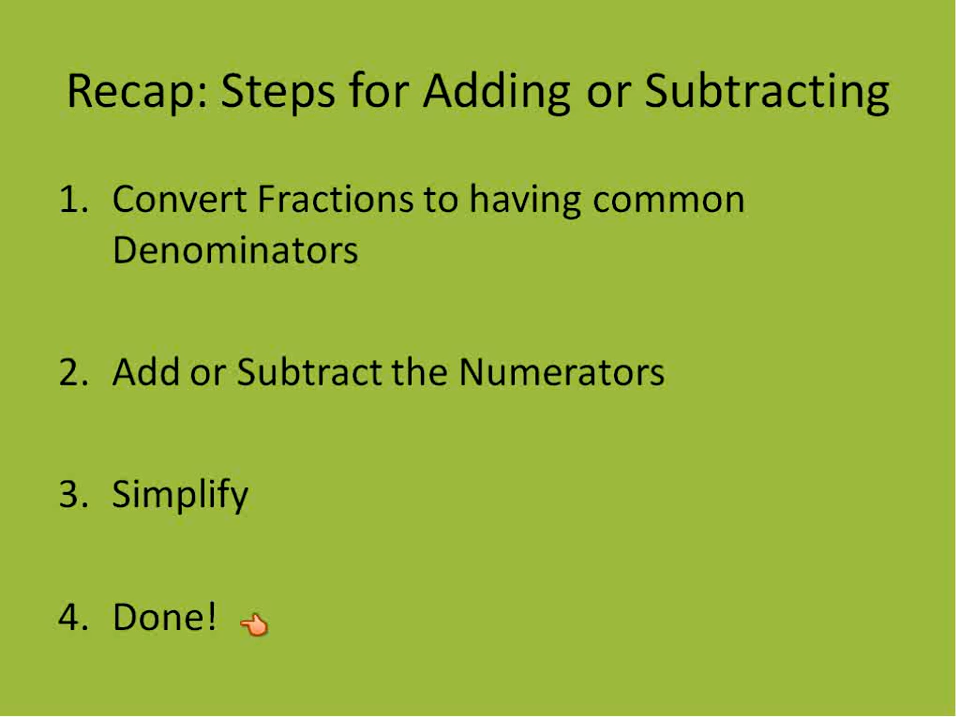 Recap: Steps for Adding or Subtracting
1. Convert Fractions to having common
Denominators
2. Add or Subtract the Numerators
3. Simplify
4. Done!